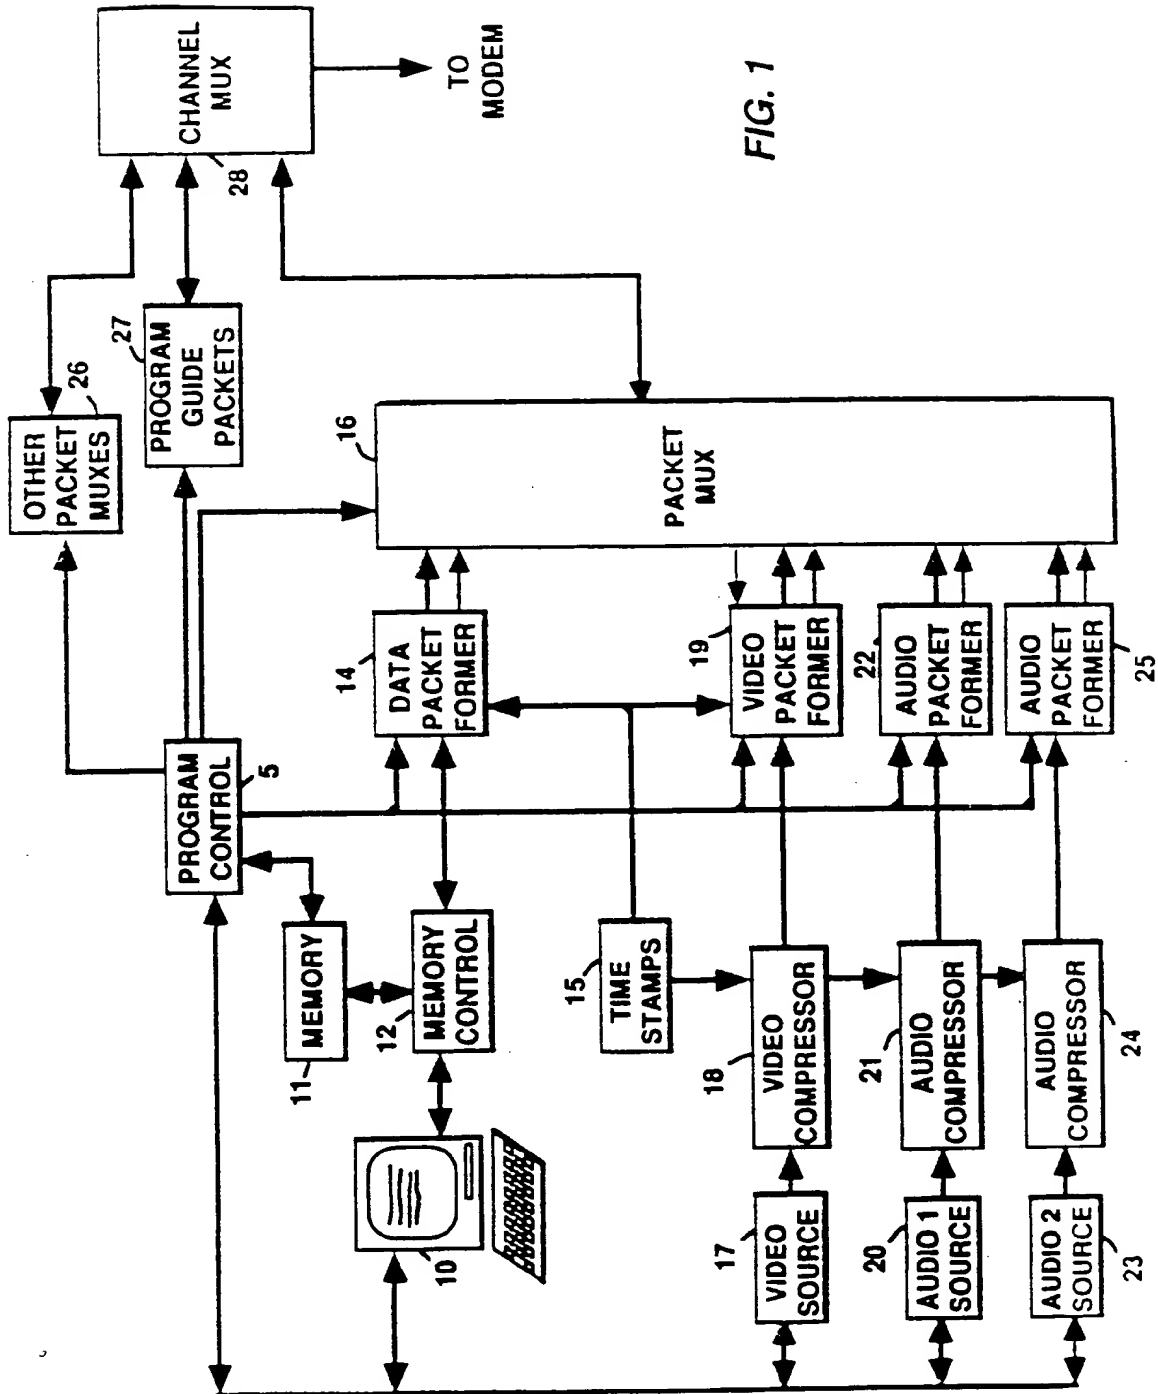 10
11
MEMORY
12
MEMORY
CONTROL
PROGRAM
CONTROL
5
OTHER
PACKET
MUXES
26
27
PROGRAM
GUIDE
PACKETS
CHANNEL
MUX
28
TO
MODEM
14
DATA
PACKET
FORMER
16
PACKET
MUX
15
TIME
STAMPS
17
VIDEO
SOURCE
18
VIDEO
COMPRESSOR
19
VIDEO
PACKET
FORMER
20
AUDIO 1
SOURCE
21
AUDIO
COMPRESSOR
22
AUDIO
PACKET
FORMER
AUDIO 2
SOURCE
23
AUDIO
COMPRESSOR
24
AUDIO
PACKET
FORMER
25
FIG. 1